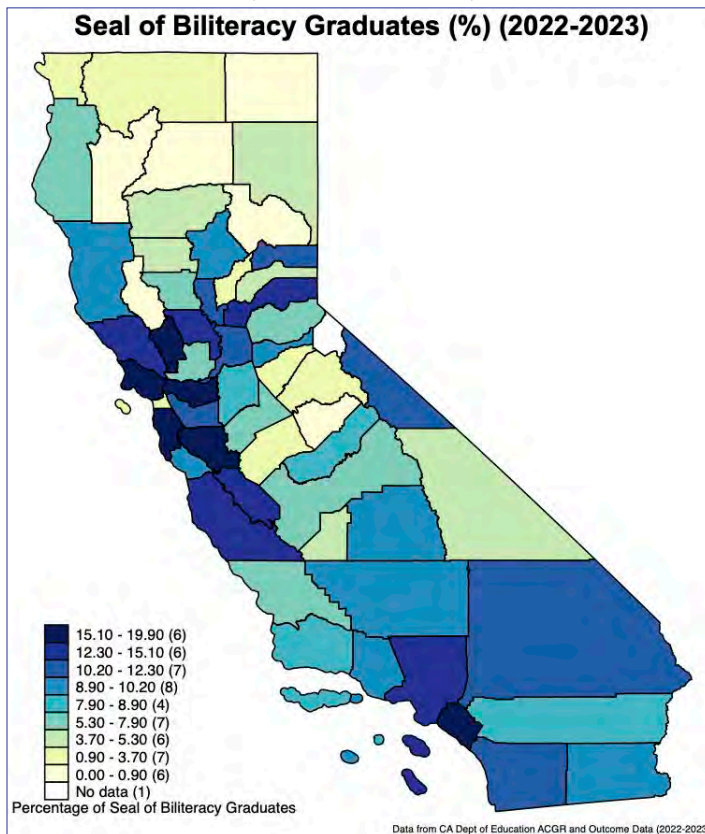 Seal of Biliteracy Graduates (%) (2022-2023)
15.10 - 19.90 (6)
12.30 - 15.10 (6)
10.20 - 12.30 (7)
8.90 - 10.20 (8)
7.90 - 8.90 (4)
5.30 - 7.90 (7)
3.70 - 5.30 (6)
0.90 - 3.70 (7)
0.00 - 0.90 (6)
No data (1)
Percentage of Seal of Biliteracy Graduates
Data from CA Dept of Education ACGR and Outcome Data (2022-2023